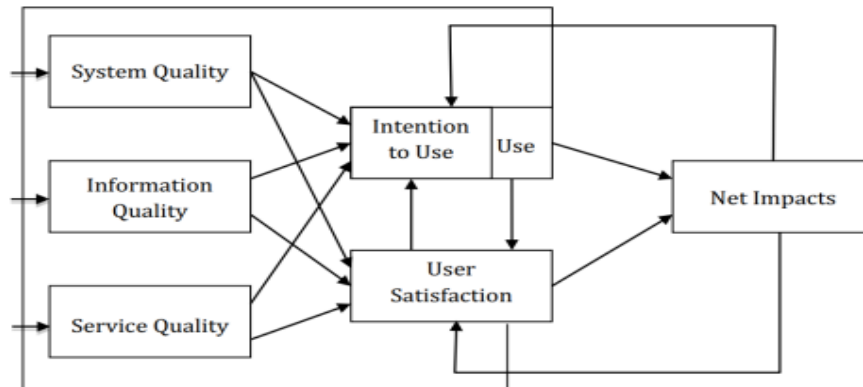 System Quality
Intention
to Use
Use
Information
Quality
Net Impacts
User
Satisfaction
Service Quality